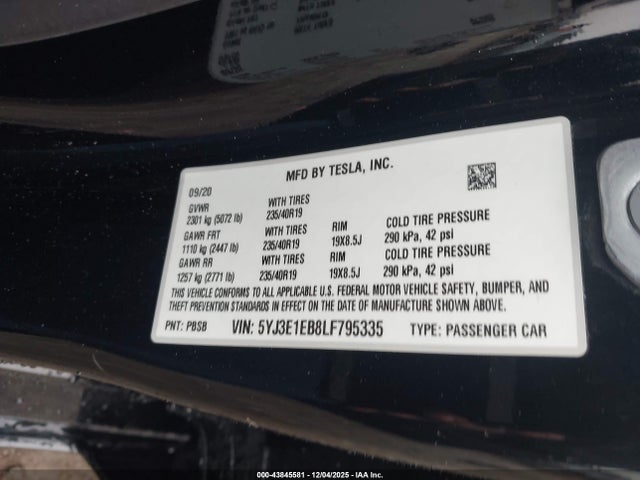 MFD BY TESLA, INC.
09/20
GVWR WITH TIRES
2301 kg (5072 lb) 235/40R19
GAWR FRT WITH TIRES RIM COLD TIRE PRESSURE
1110 kg (2447 lb) 235/40R19 19X8.5J 290 kPa, 42 psi
GAWR RR WITH TIRES RIM COLD TIRE PRESSURE
1257 kg (2771 lb) 235/40R19 19X8.5J 290 kPa, 42 psi
THIS VEHICLE CONFORMS TO ALL APPLICABLE U.S. FEDERAL MOTOR VEHICLE SAFETY, BUMPER, AND
THEFT PREVENTION STANDARDS IN EFFECT ON THE DATE OF MANUFACTURE SHOWN ABOVE.
PNT: PBSB VIN: 5YJ3E1EB8LF795335 TYPE: PASSENGER CAR
000-43845581 - 12/04/2025 - IAA Inc.